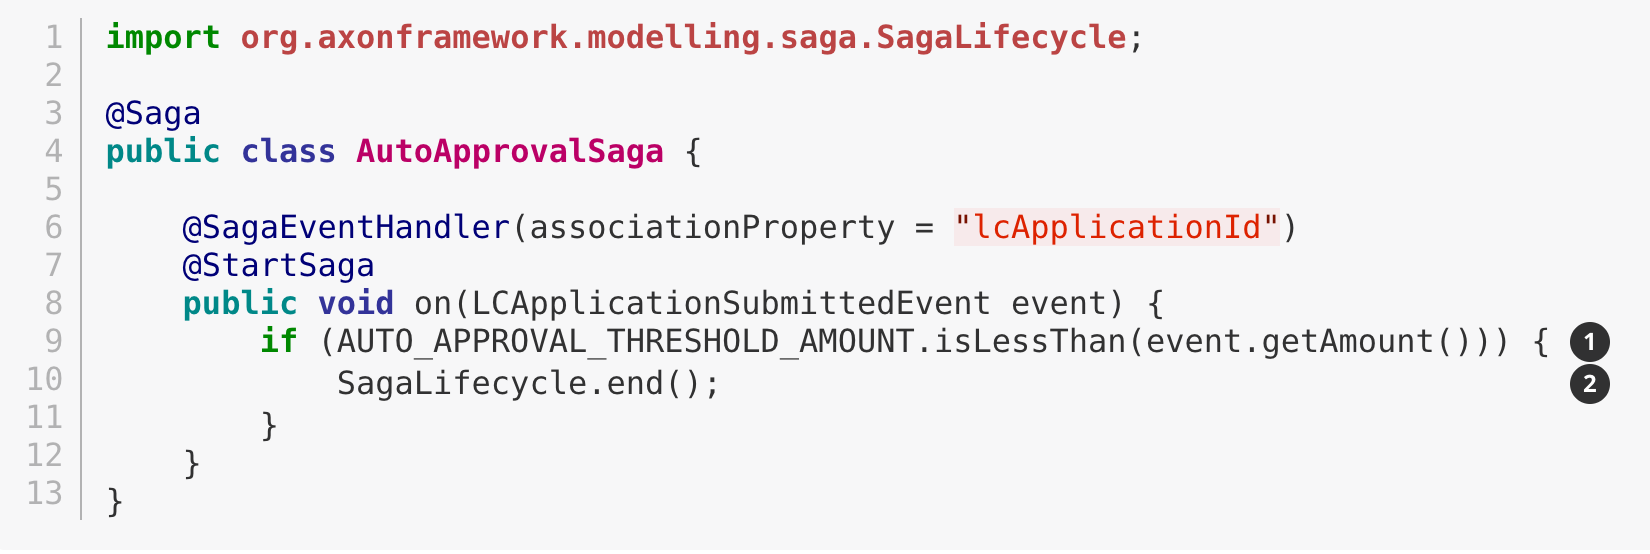 1 import org.axonframework.modelling.saga.SagaLifecycle;
2
3 @Saga
4 public class AutoApprovalSaga {
5
6     @SagaEventHandler(associationProperty = "lcApplicationId")
7     @StartSaga
8     public void on(LCApplicationSubmittedEvent event) {
9         if (AUTO_APPROVAL_THRESHOLD_AMOUNT.isLessThan(event.getAmount())) { 1
10             SagaLifecycle.end(); 2
11         }
12     }
13 }